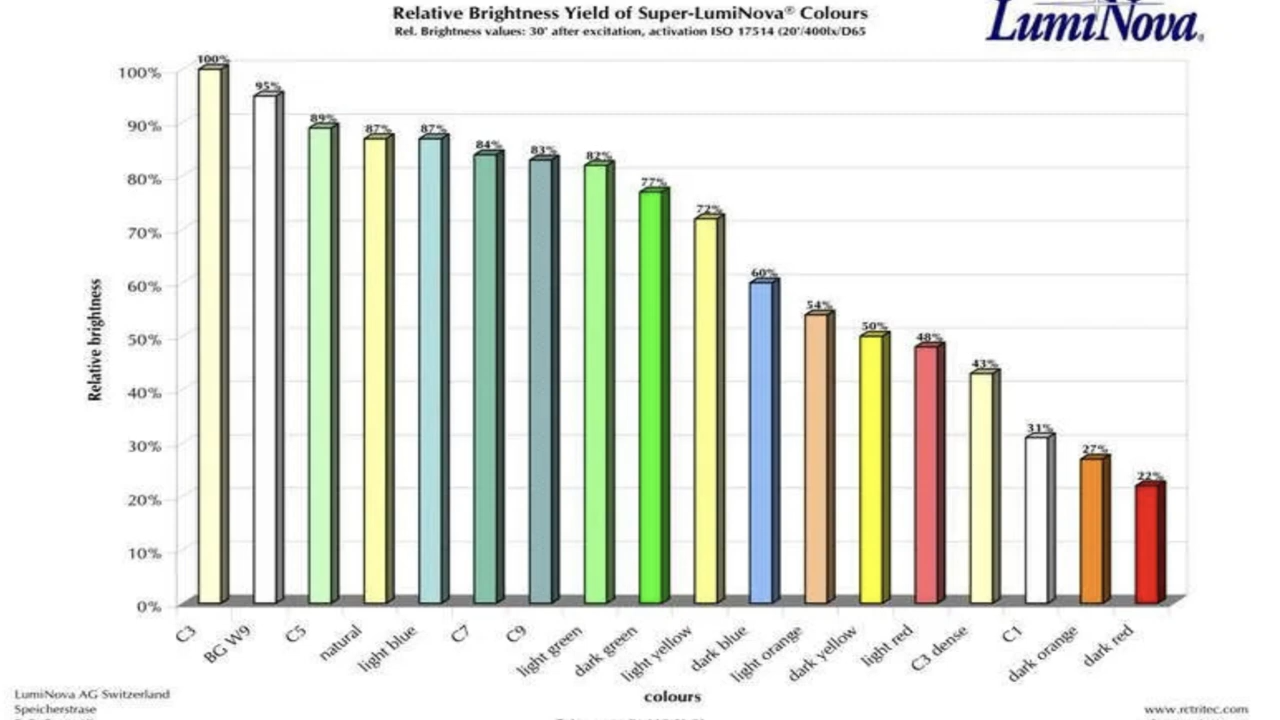 Relative Brightness Yield of Super-LumiNova® Colours
Rel. Brightness values: 30' after excitation, activation ISO 17514 (20'/400lx/D65
LumiNova®
100%
90%
80%
70%
60%
50%
40%
30%
20%
10%
0%
Relative brightness
100%
95%
89%
87%
87%
84%
83%
82%
77%
72%
60%
54%
50%
48%
43%
31%
27%
22%
C3
BG W9
C5
natural
light blue
C7
C9
light green
dark green
light yellow
dark blue
light orange
dark yellow
light red
C3 dense
C1
dark orange
dark red
colours
LumiNova AG Switzerland
Speicherstrase
www.rctritec.com